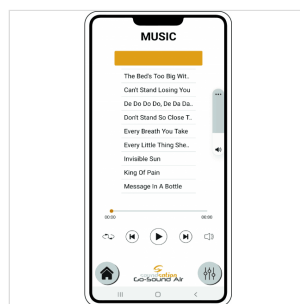 MUSIC
The Bed's Too Big Wit..
Can't Stand Losing You
De Do Do Do, De Da Da..
Don't Stand So Close T..
Every Breath You Take
Every Little Thing She..
Invisible Sun
King Of Pain
Message In A Bottle
00:00 00:00
soundsation
Go-Sound Air